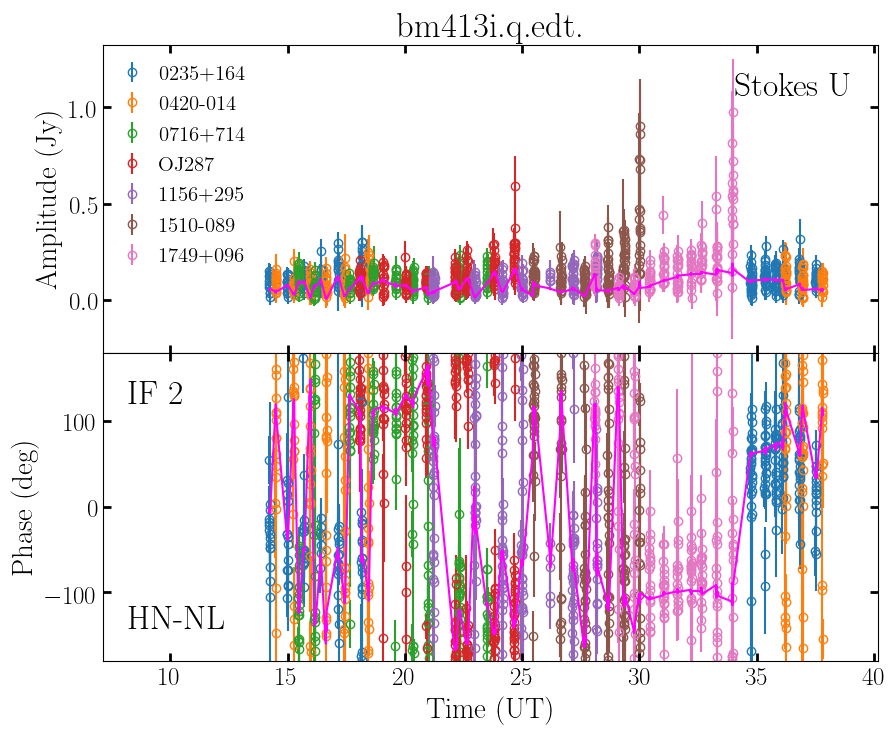 bm413i.q.edt.
Stokes U
0235+164
0420-014
0716+714
OJ287
1156+295
1510-089
1749+096
Amplitude (Jy)
1.0
0.5
0.0
IF 2
HN-NL
Phase (deg)
100
0
−100
10 15 20 25 30 35 40
Time (UT)